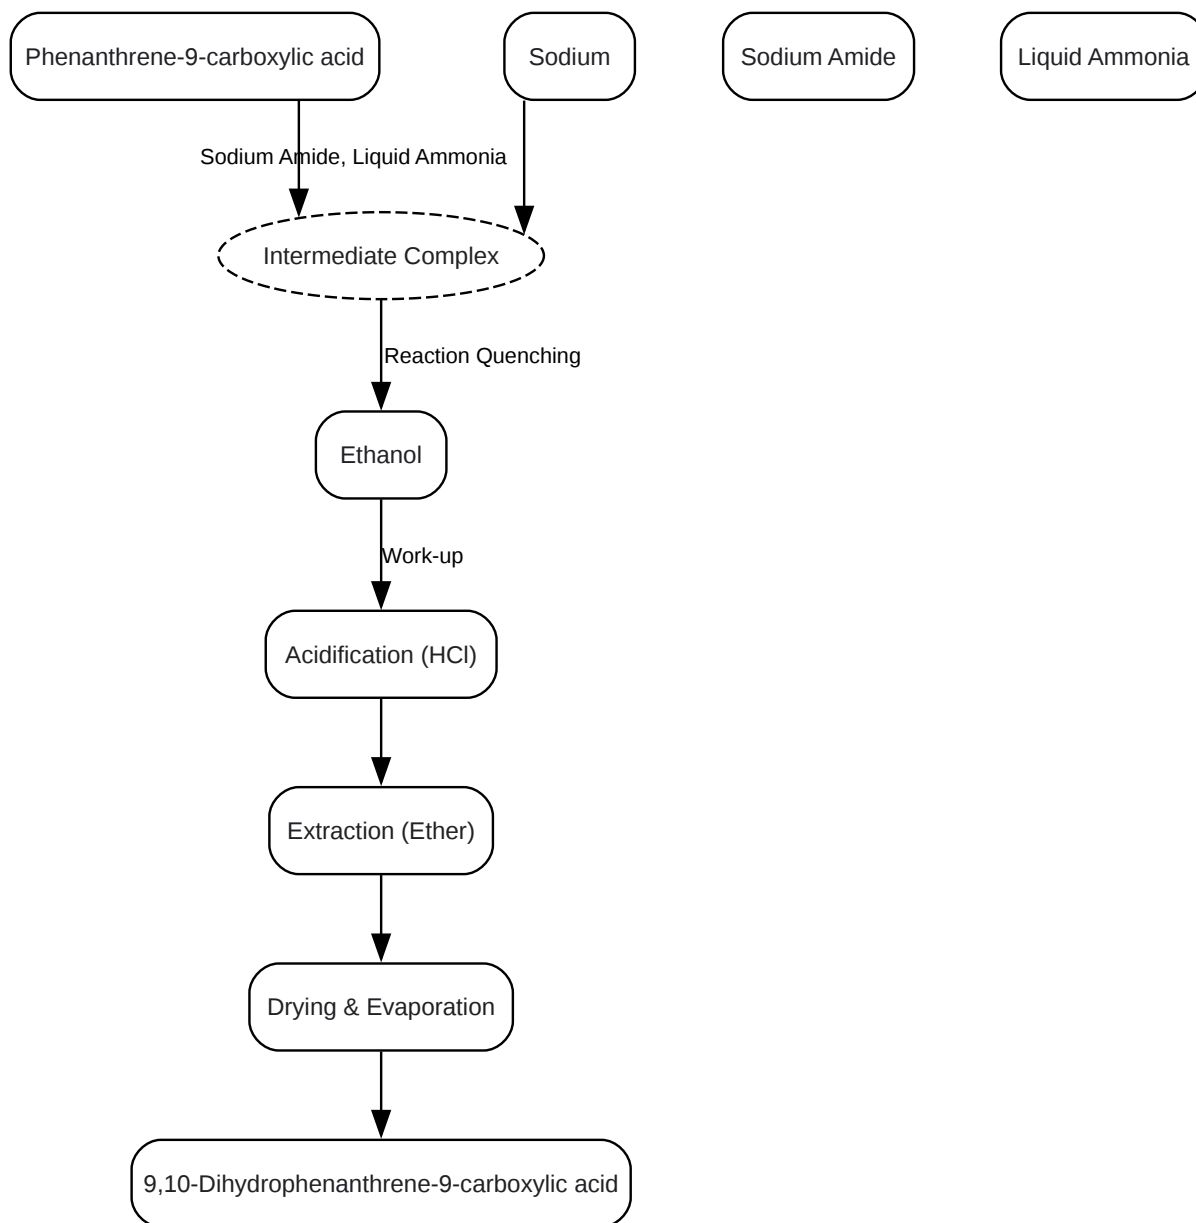 Phenanthrene-9-carboxylic acid
Sodium
Sodium Amide
Liquid Ammonia
Sodium Amide, Liquid Ammonia
Intermediate Complex
Reaction Quenching
Ethanol
Work-up
Acidification (HCl)
Extraction (Ether)
Drying & Evaporation
9,10-Dihydrophenanthrene-9-carboxylic acid